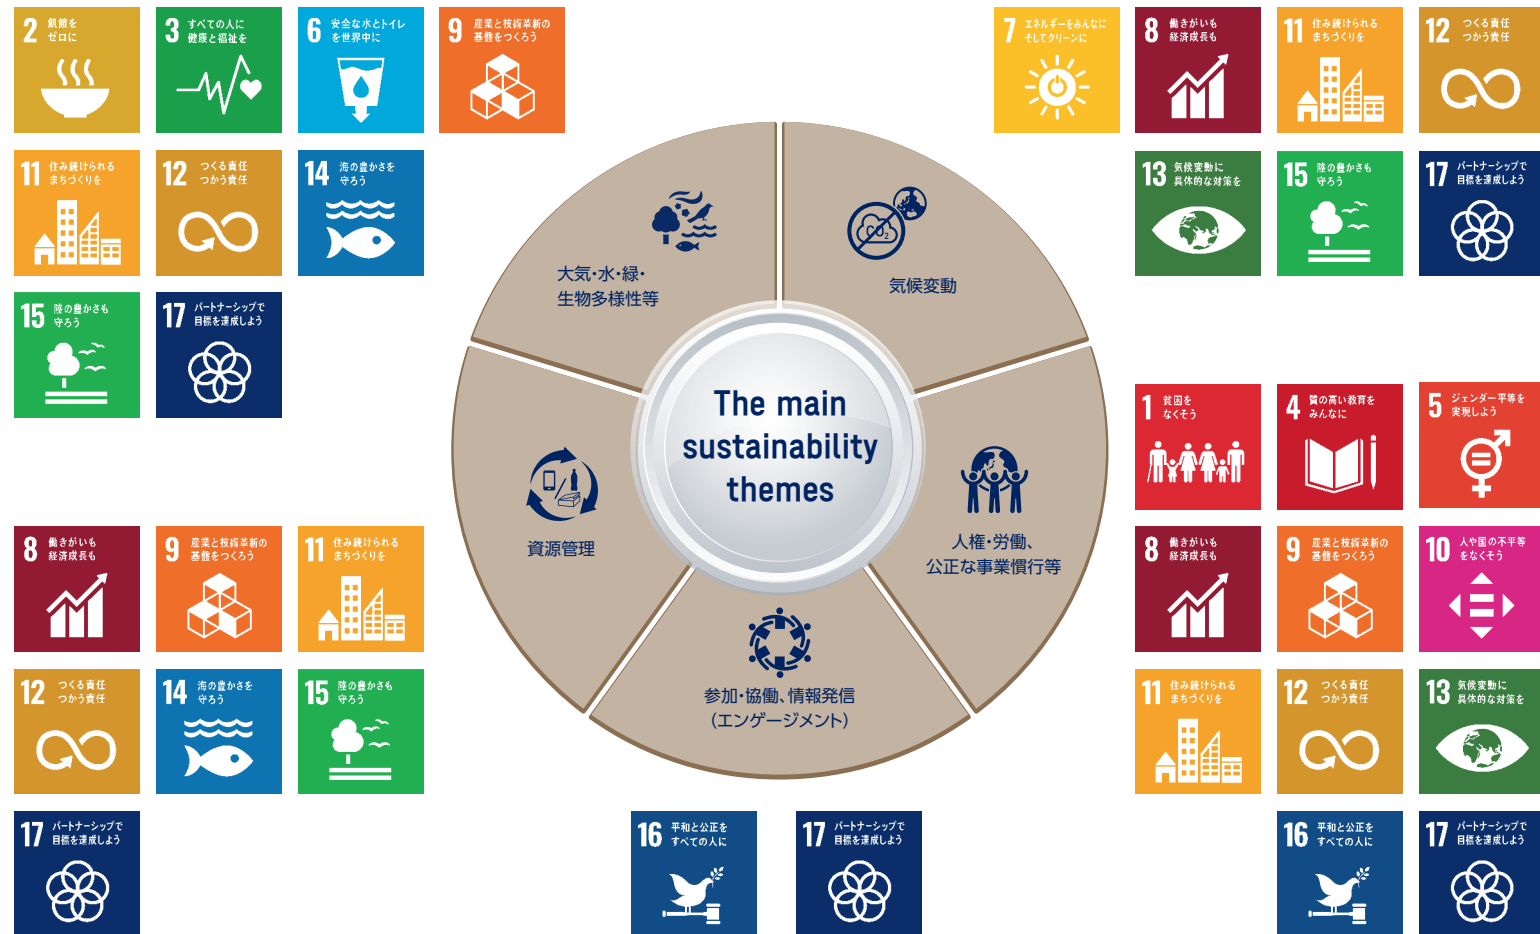 2 飢餓を
ゼロに
3 すべての人に
健康と福祉を
6 安全な水とトイレ
を世界中に
9 産業と技術革新の
基盤をつくろう
11 住み続けられる
まちづくりを
12 つくる責任
つかう責任
14 海の豊かさを
守ろう
15 陸の豊かさも
守ろう
17 パートナーシップで
目標を達成しよう
7 エネルギーをみんなに
そしてクリーンに
8 働きがいも
経済成長も
11 住み続けられる
まちづくりを
12 つくる責任
つかう責任
13 気候変動に
具体的な対策を
15 陸の豊かさも
守ろう
17 パートナーシップで
目標を達成しよう
大気・水・緑・
生物多様性等
CO2
気候変動
The main
sustainability
themes
資源管理
人権・労働、
公正な事業慣行等
参加・協働、情報発信
（エンゲージメント）
8 働きがいも
経済成長も
9 産業と技術革新の
基盤をつくろう
11 住み続けられる
まちづくりを
12 つくる責任
つかう責任
14 海の豊かさを
守ろう
15 陸の豊かさも
守ろう
17 パートナーシップで
目標を達成しよう
1 貧困を
なくそう
4 質の高い教育を
みんなに
5 ジェンダー平等を
実現しよう
8 働きがいも
経済成長も
9 産業と技術革新の
基盤をつくろう
10 人や国の不平等
をなくそう
11 住み続けられる
まちづくりを
12 つくる責任
つかう責任
13 気候変動に
具体的な対策を
16 平和と公正を
すべての人に
17 パートナーシップで
目標を達成しよう
16 平和と公正を
すべての人に
17 パートナーシップで
目標を達成しよう